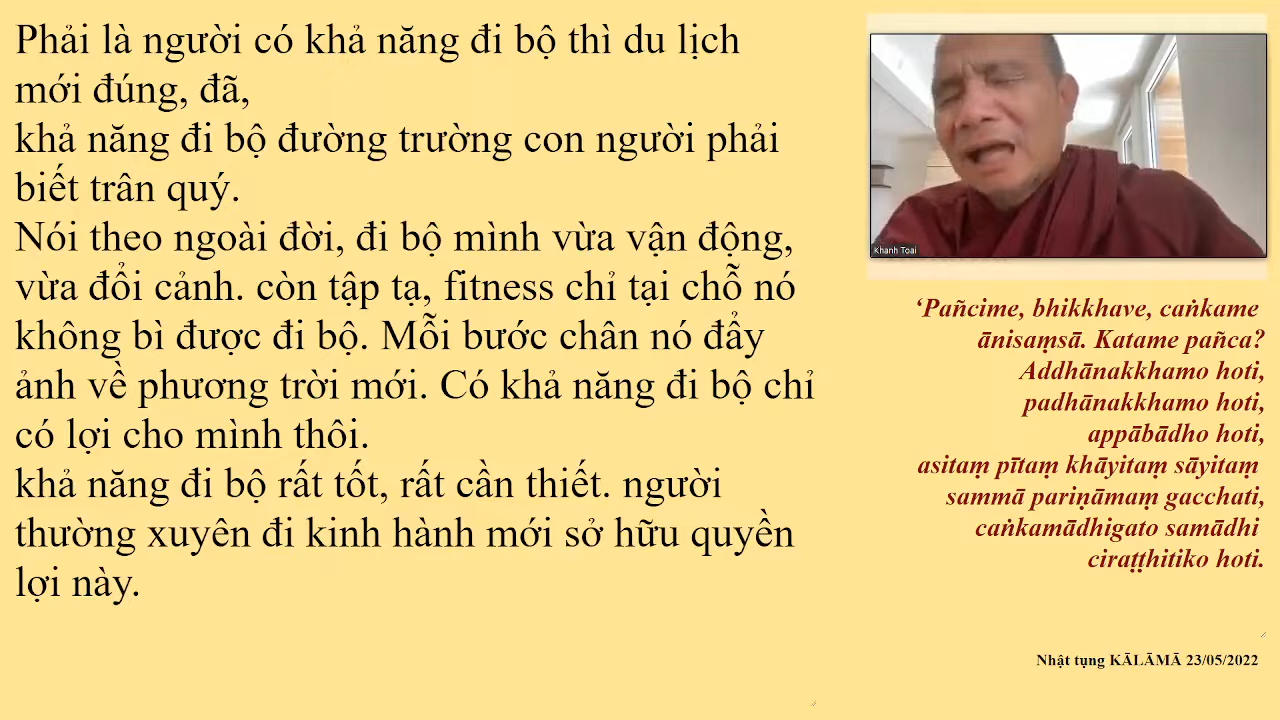 Phải là người có khả năng đi bộ thì du lịch
mới đúng, đã,
khả năng đi bộ đường trường con người phải
biết trân quý.
Nói theo ngoài đời, đi bộ mình vừa vận động,
vừa đổi cảnh. còn tập tạ, fitness chỉ tại chỗ nó
không bì được đi bộ. Mỗi bước chân nó đẩy
ảnh về phương trời mới. Có khả năng đi bộ chỉ
có lợi cho mình thôi.
khả năng đi bộ rất tốt, rất cần thiết. người
thường xuyên đi kinh hành mới sở hữu quyền
lợi này.
Khanh Toai
‘Pañcime, bhikkhave, caṅkame
ānisaṃsā. Katame pañca?
Addhānakkhamo hoti,
padhānakkhamo hoti,
appābādho hoti,
asitaṃ pītaṃ khāyitaṃ sāyitaṃ
sammā pariṇāmaṃ gacchati,
caṅkamādhigato samādhi
ciraṭṭhitiko hoti.
Nhật tụng KĀLĀMĀ 23/05/2022